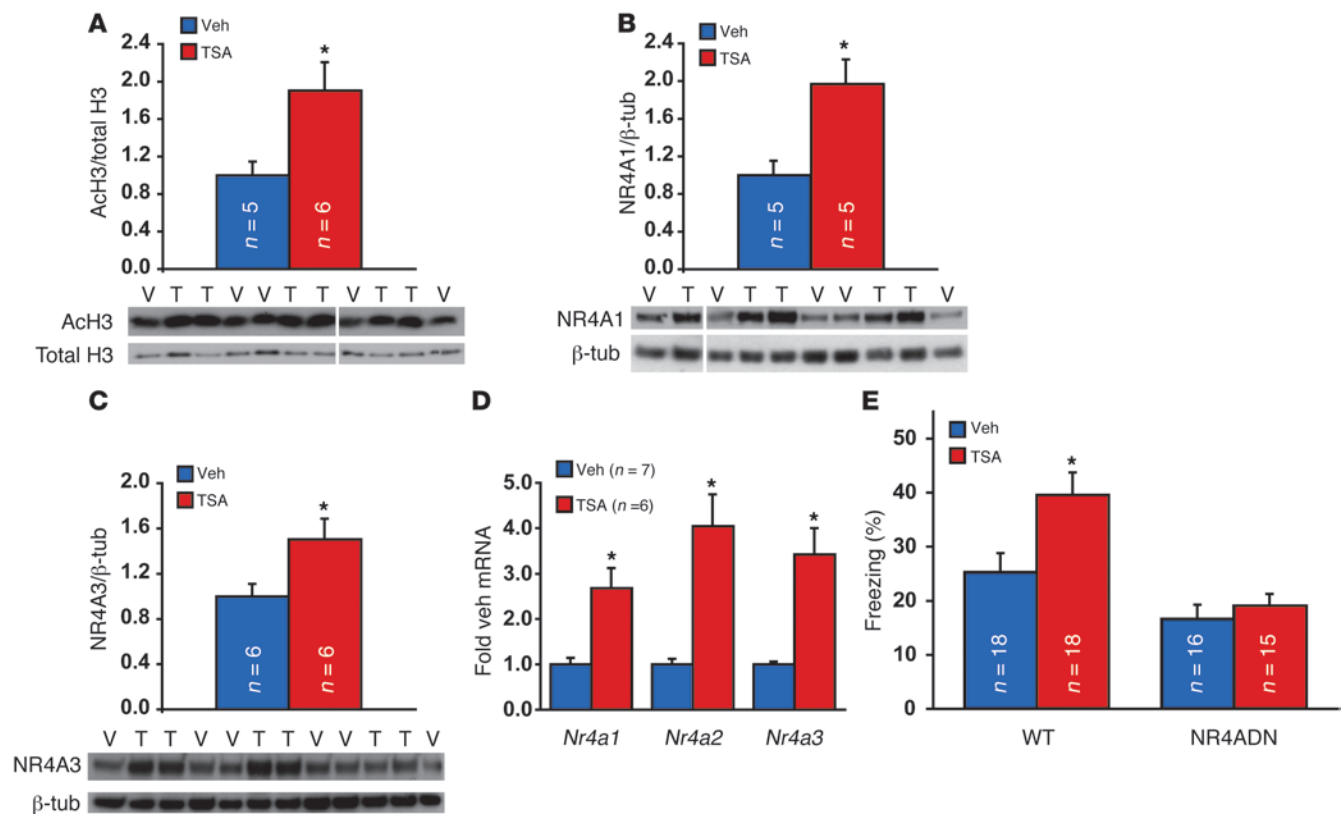 A
Veh
TSA
2.4
2.0
1.6
1.2
0.8
0.4
0.0
AcH3/total H3
*
n = 5
n = 6
V T T V V T T V T T V
AcH3
Total H3
B
Veh
TSA
2.4
2.0
1.6
1.2
0.8
0.4
0.0
NR4A1/β-tub
*
n = 5
n = 5
V T V T T V V T T V
NR4A1
β-tub
C
Veh
TSA
2.0
1.6
1.2
0.8
0.4
0.0
NR4A3/β-tub
*
n = 6
n = 6
V T T V V T T V V T T V
NR4A3
β-tub
D
Veh (n = 7)
TSA (n =6)
5.0
4.0
3.0
2.0
1.0
0.0
Fold veh mRNA
* * *
Nr4a1 Nr4a2 Nr4a3
E
Veh
TSA
50
40
30
20
10
0
Freezing (%)
*
n = 18
n = 18
n = 16
n = 15
WT NR4ADN